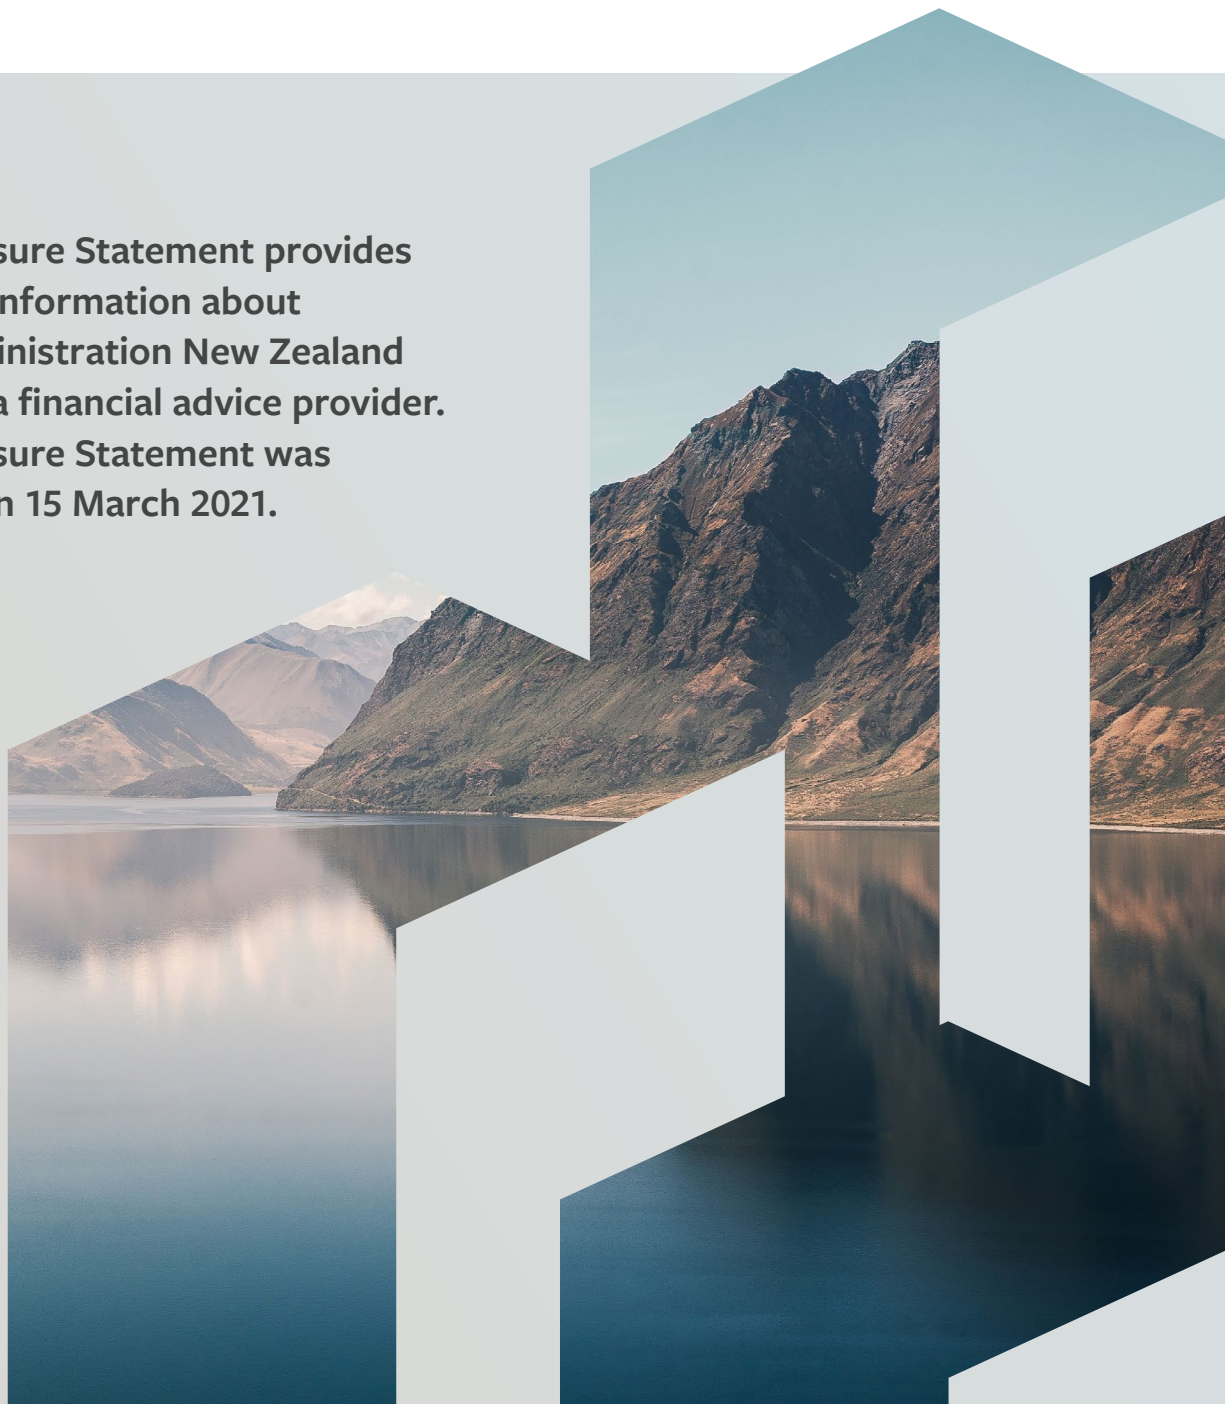 sure Statement provides
nformation about
inistration New Zealand
a financial advice provider.
sure Statement was
n 15 March 2021.